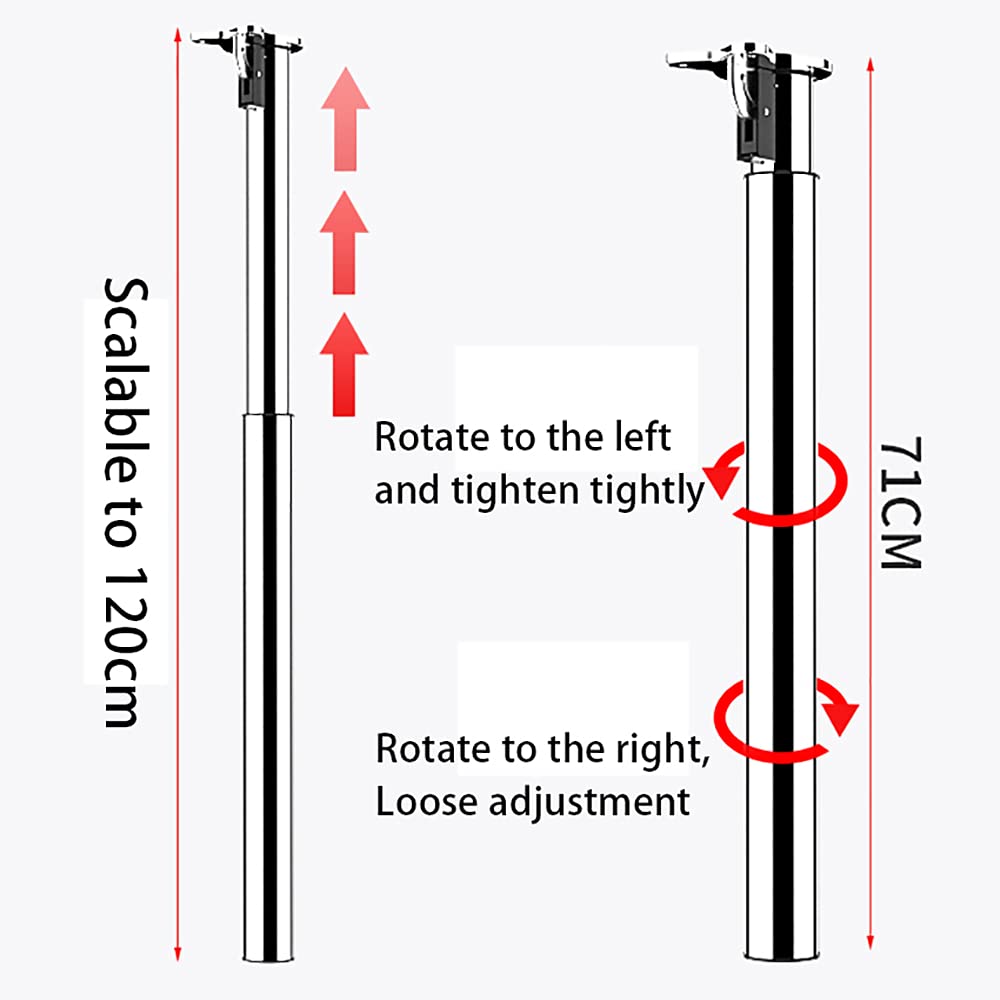 Scalable to 120cm
Rotate to the left
and tighten tightly
71CM
Rotate to the right,
Loose adjustment